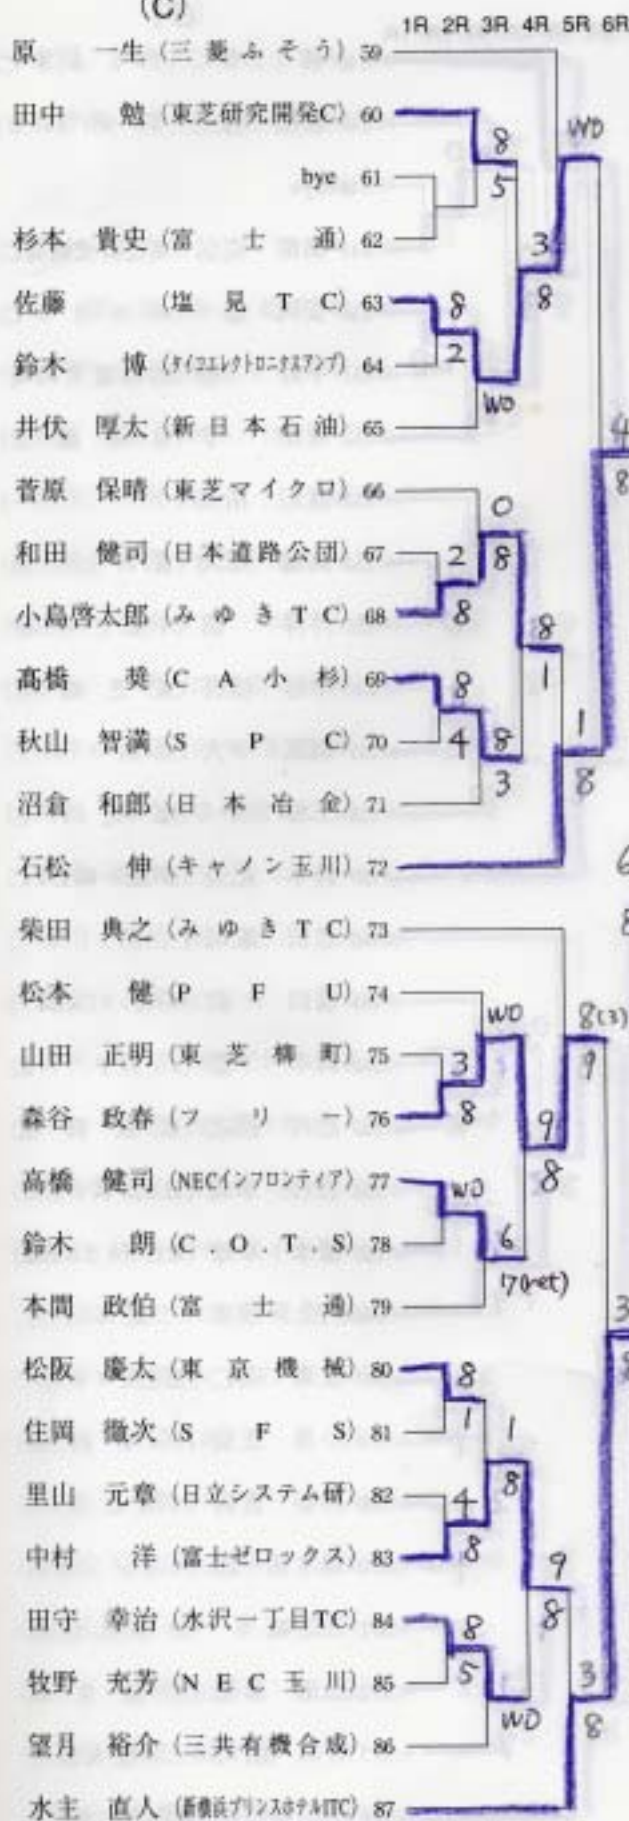 (C)
1R 2R 3R 4R 5R 6R
原 一生 (三菱ふそう) 59
WO
田中 勉 (東芝研究開発C) 60
8
bye 61
5
杉本 貴史 (富士通) 62
3
佐藤 (塩見TC) 63
8
8
鈴木 博 (タイコエレクトロニクスアンプ) 64
2
WO
井伏 厚太 (新日本石油) 65
4
8
菅原 保晴 (東芝マイクロ) 66
0
和田 健司 (日本道路公団) 67
2
8
小島啓太郎 (みゆきTC) 68
8
8
高橋 奨 (CA小杉) 69
8
1
1
秋山 智満 (SPC) 70
4
8
8
沼倉 和郎 (日本冶金) 71
3
石松 伸 (キャノン玉川) 72
6
8
柴田 典之 (みゆきTC) 73
松本 健 (PFU) 74
WO
8(3)
山田 正明 (東芝柳町) 75
3
9
森谷 政春 (フリー) 76
8
9
高橋 健司 (NECインフロンティア) 77
WO
8
鈴木 朗 (C.O.T.S) 78
6
本間 政伯 (富士通) 79
7(ret)
3
松阪 慶太 (東京機械) 80
8
住岡 徹次 (SFS) 81
1
1
里山 元章 (日立システム研) 82
4
8
中村 洋 (富士ゼロックス) 83
8
9
田守 幸治 (水沢一丁目TC) 84
8
8
牧野 充芳 (NEC玉川) 85
5
3
望月 裕介 (三共有機合成) 86
WO
8
水主 直人 (新横浜プリンスホテルITC) 87